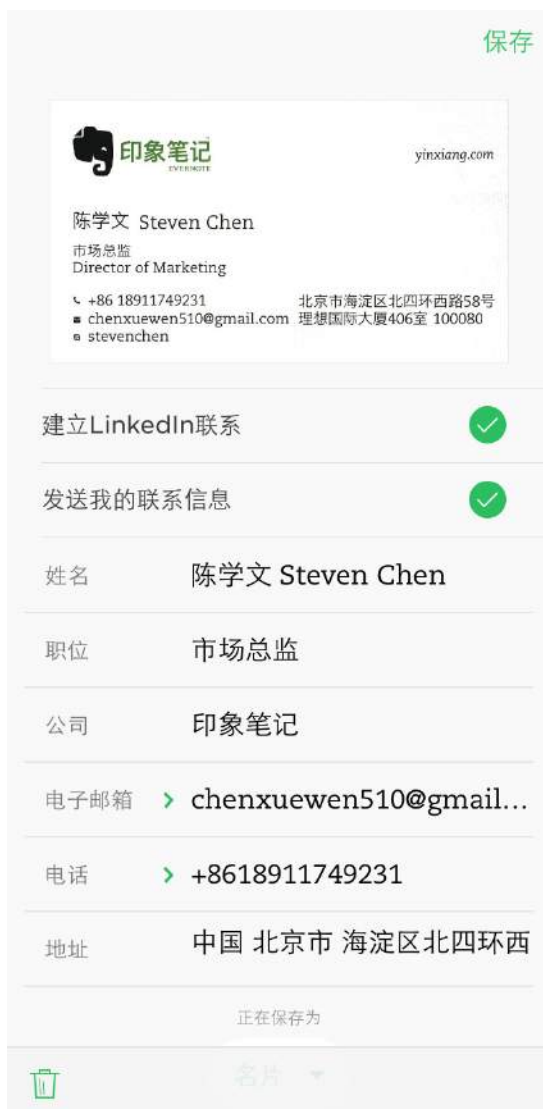 保存
印象笔记
EVERNOTE
yinxiang.com
陈学文 Steven Chen
市场总监
Director of Marketing
+86 18911749231
chenxuewen510@gmail.com
stevenchen
北京市海淀区北四环西路58号
理想国际大厦406室 100080
建立LinkedIn联系
发送我的联系信息
姓名 陈学文 Steven Chen
职位 市场总监
公司 印象笔记
电子邮箱 > chenxuewen510@gmail...
电话 > +8618911749231
地址 中国 北京市 海淀区北四环西
正在保存为
名片